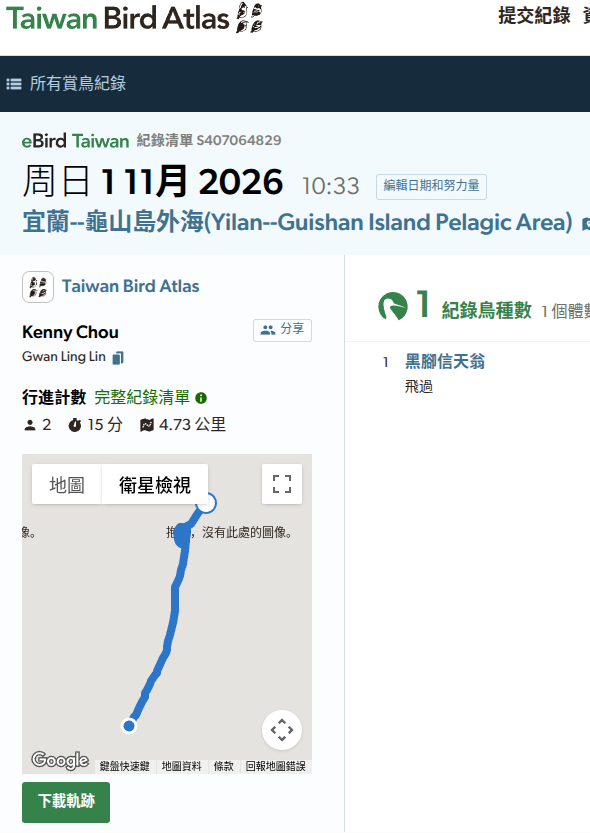 Taiwan Bird Atlas
提交紀錄
所有賞鳥紀錄
eBird Taiwan 紀錄清單 S407064829
周日 1 11月 2026 10:33 編輯日期和努力量
宜蘭--龜山島外海(Yilan--Guishan Island Pelagic Area)
Taiwan Bird Atlas
Kenny Chou 分享
Gwan Ling Lin
行進計數 完整紀錄清單
2 15 分 4.73 公里
地圖 衛星檢視
像。
抱，沒有此處的圖像。
Google 鍵盤快速鍵 地圖資料 條款 回報地圖錯誤
下載軌跡
1 紀錄鳥種數 1 個體數
1 黑腳信天翁
飛過